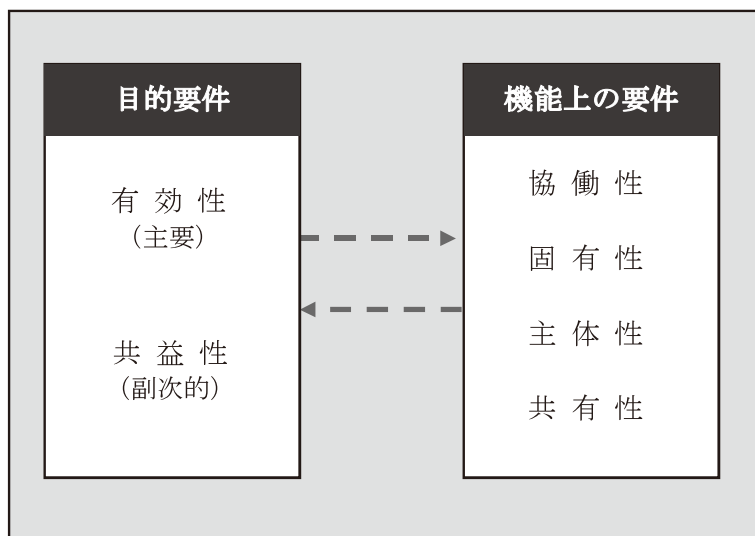 目的要件
有効性
（主要）
共益性
（副次的）
機能上の要件
協働性
固有性
主体性
共有性